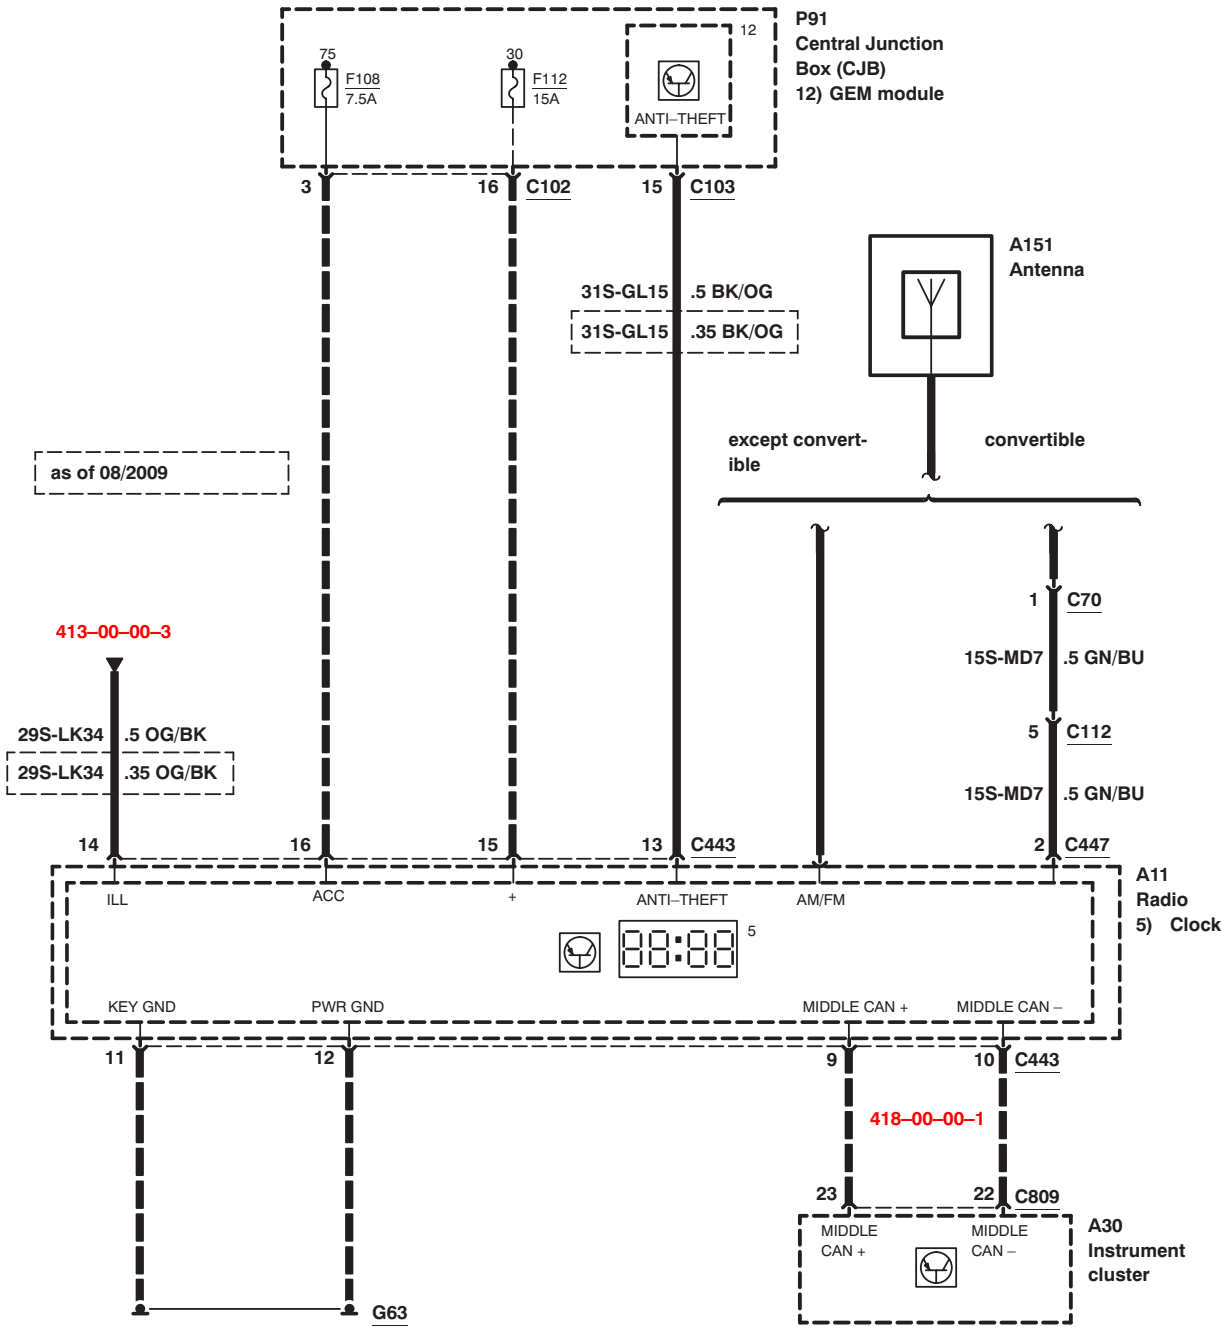 P91
Central Junction
Box (CJB)
12) GEM module
12
75
F108
7.5A
30
F112
15A
ANTI–THEFT
3
16
C102
15
C103
A151
Antenna
31S-GL15 .5 BK/OG
31S-GL15 .35 BK/OG
except convert-
ible
convertible
as of 08/2009
1
C70
413–00–00–3
15S-MD7 .5 GN/BU
29S-LK34 .5 OG/BK
5
C112
29S-LK34 .35 OG/BK
15S-MD7 .5 GN/BU
14
16
15
13
C443
2
C447
A11
Radio
5) Clock
ILL
ACC
+
ANTI–THEFT
AM/FM
88:88
5
KEY GND
PWR GND
MIDDLE CAN +
MIDDLE CAN –
11
12
9
10
C443
418–00–00–1
23
22
C809
A30
Instrument
cluster
MIDDLE
CAN +
MIDDLE
CAN –
G63